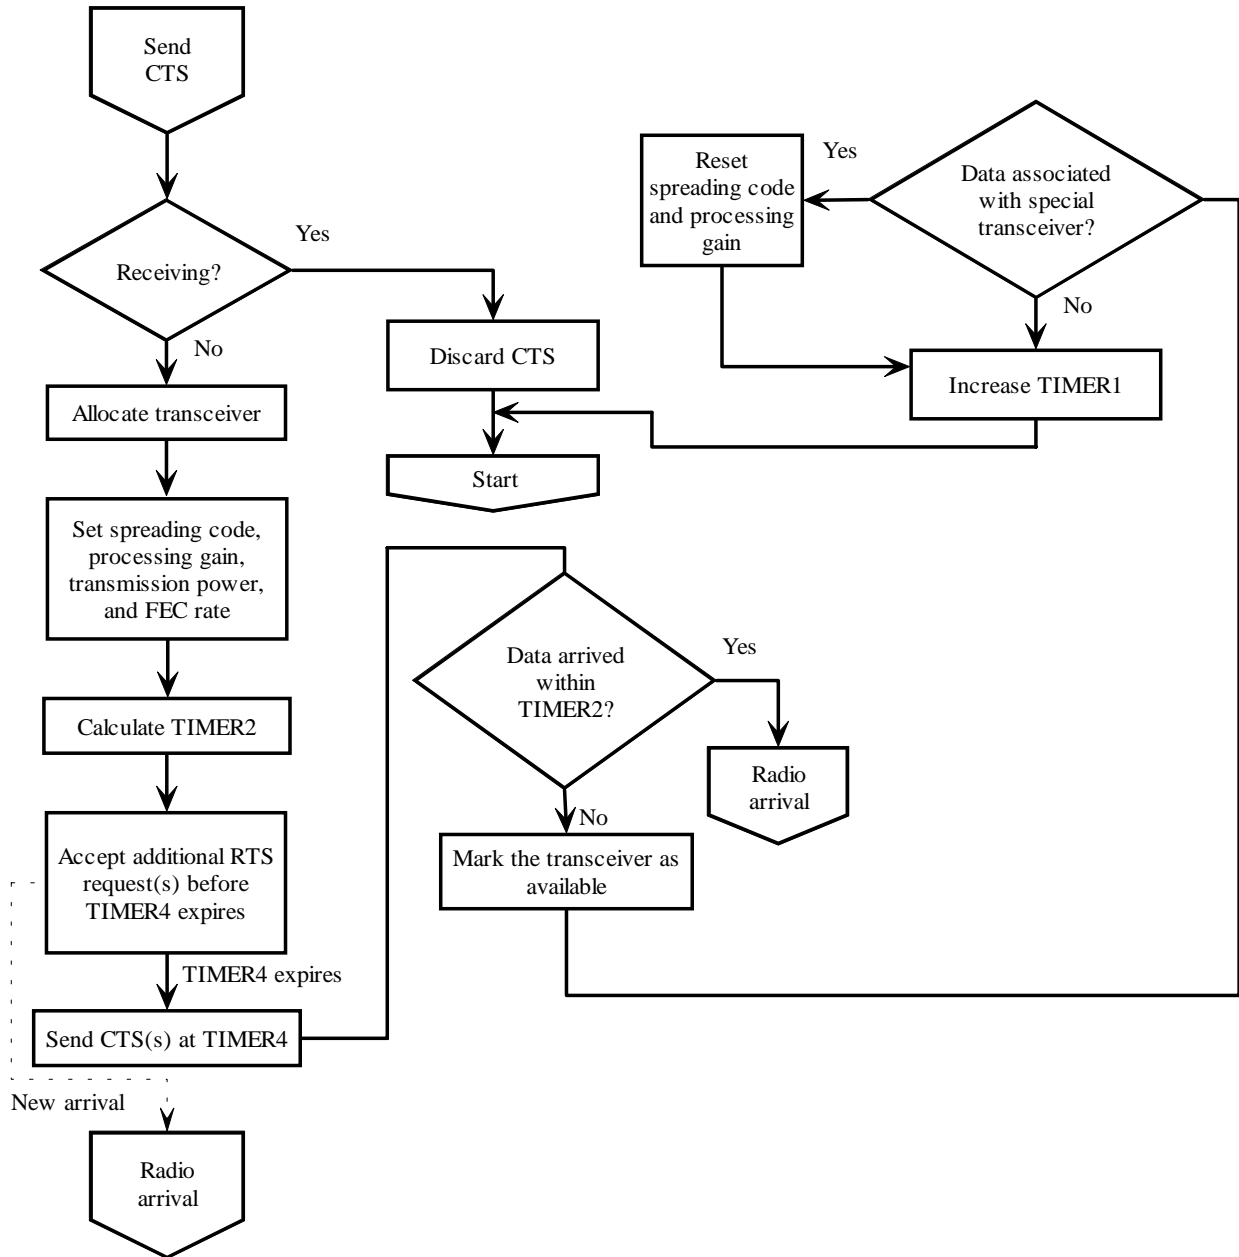 Send
CTS
Receiving?
Yes
No
Discard CTS
Start
Allocate transceiver
Set spreading code,
processing gain,
transmission power,
and FEC rate
Calculate TIMER2
Accept additional RTS
request(s) before
TIMER4 expires
TIMER4 expires
Send CTS(s) at TIMER4
New arrival
Radio
arrival
Data arrived
within
TIMER2?
Yes
Radio
arrival
No
Mark the transceiver as
available
Data associated
with special
transceiver?
Yes
Reset
spreading code
and processing
gain
No
Increase TIMER1